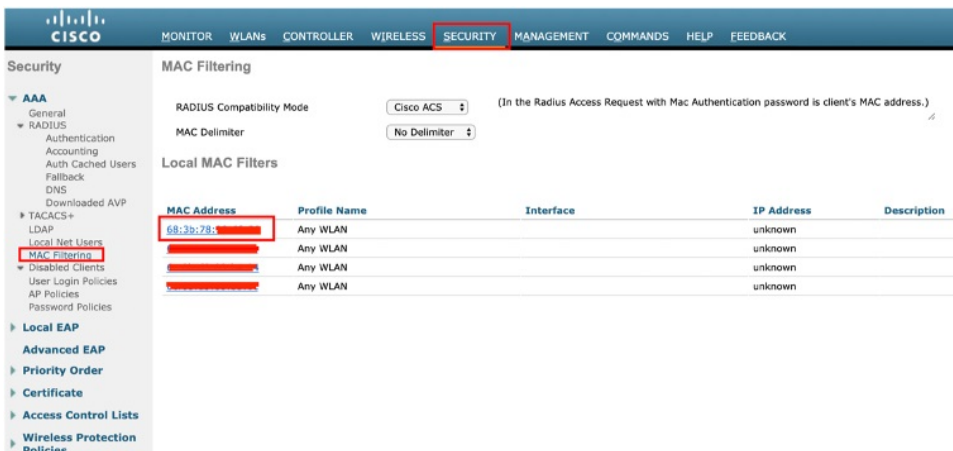 CISCO
MONITOR WLANs CONTROLLER WIRELESS SECURITY MANAGEMENT COMMANDS HELP FEEDBACK
Security
AAA
General
RADIUS
Authentication
Accounting
Auth Cached Users
Fallback
DNS
Downloaded AVP
TACACS+
LDAP
Local Net Users
MAC Filtering
Disabled Clients
User Login Policies
AP Policies
Password Policies
Local EAP
Advanced EAP
Priority Order
Certificate
Access Control Lists
Wireless Protection
Policies
MAC Filtering
RADIUS Compatibility Mode Cisco ACS (In the Radius Access Request with Mac Authentication password is client's MAC address.)
MAC Delimiter No Delimiter
Local MAC Filters
MAC Address Profile Name Interface IP Address Description
68:3b:78: Any WLAN unknown
Any WLAN unknown
Any WLAN unknown
Any WLAN unknown